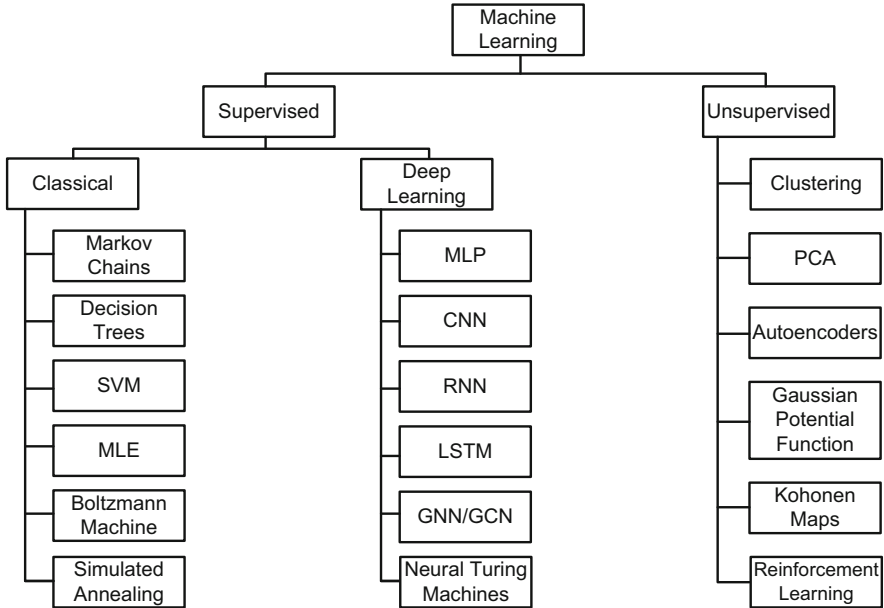 Machine
Learning
Supervised
Unsupervised
Classical
Deep
Learning
Clustering
Markov
Chains
MLP
PCA
Decision
Trees
CNN
Autoencoders
SVM
RNN
Gaussian
Potential
Function
MLE
LSTM
Boltzmann
Machine
GNN/GCN
Kohonen
Maps
Simulated
Annealing
Neural Turing
Machines
Reinforcement
Learning